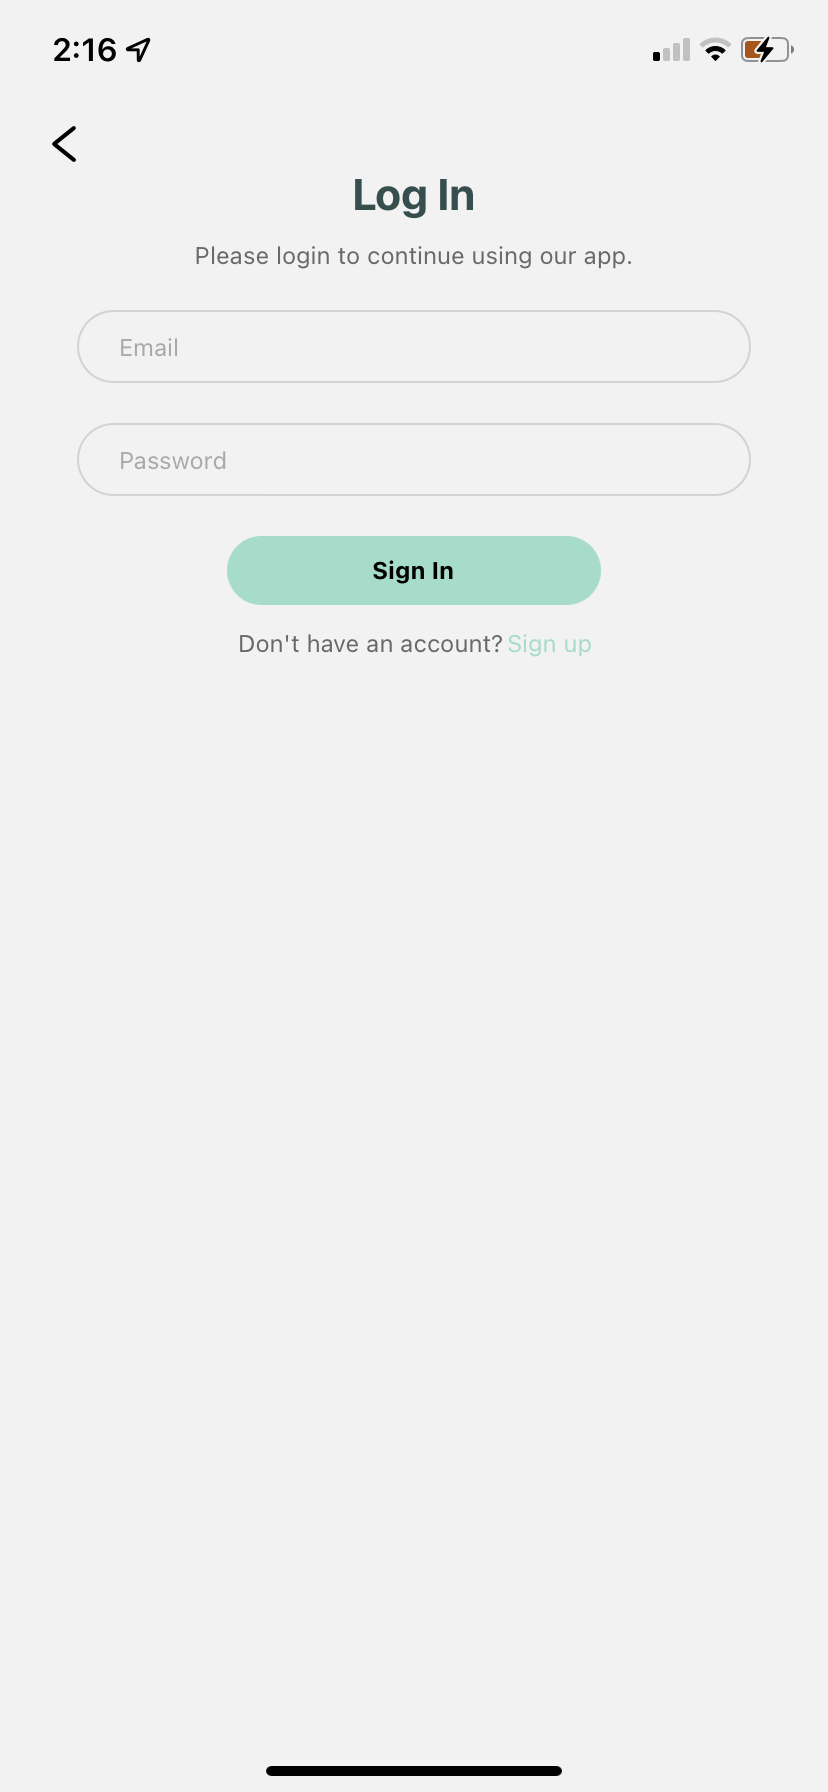 2:16
Log In
Please login to continue using our app.
Email
Password
Sign In
Don't have an account? Sign up